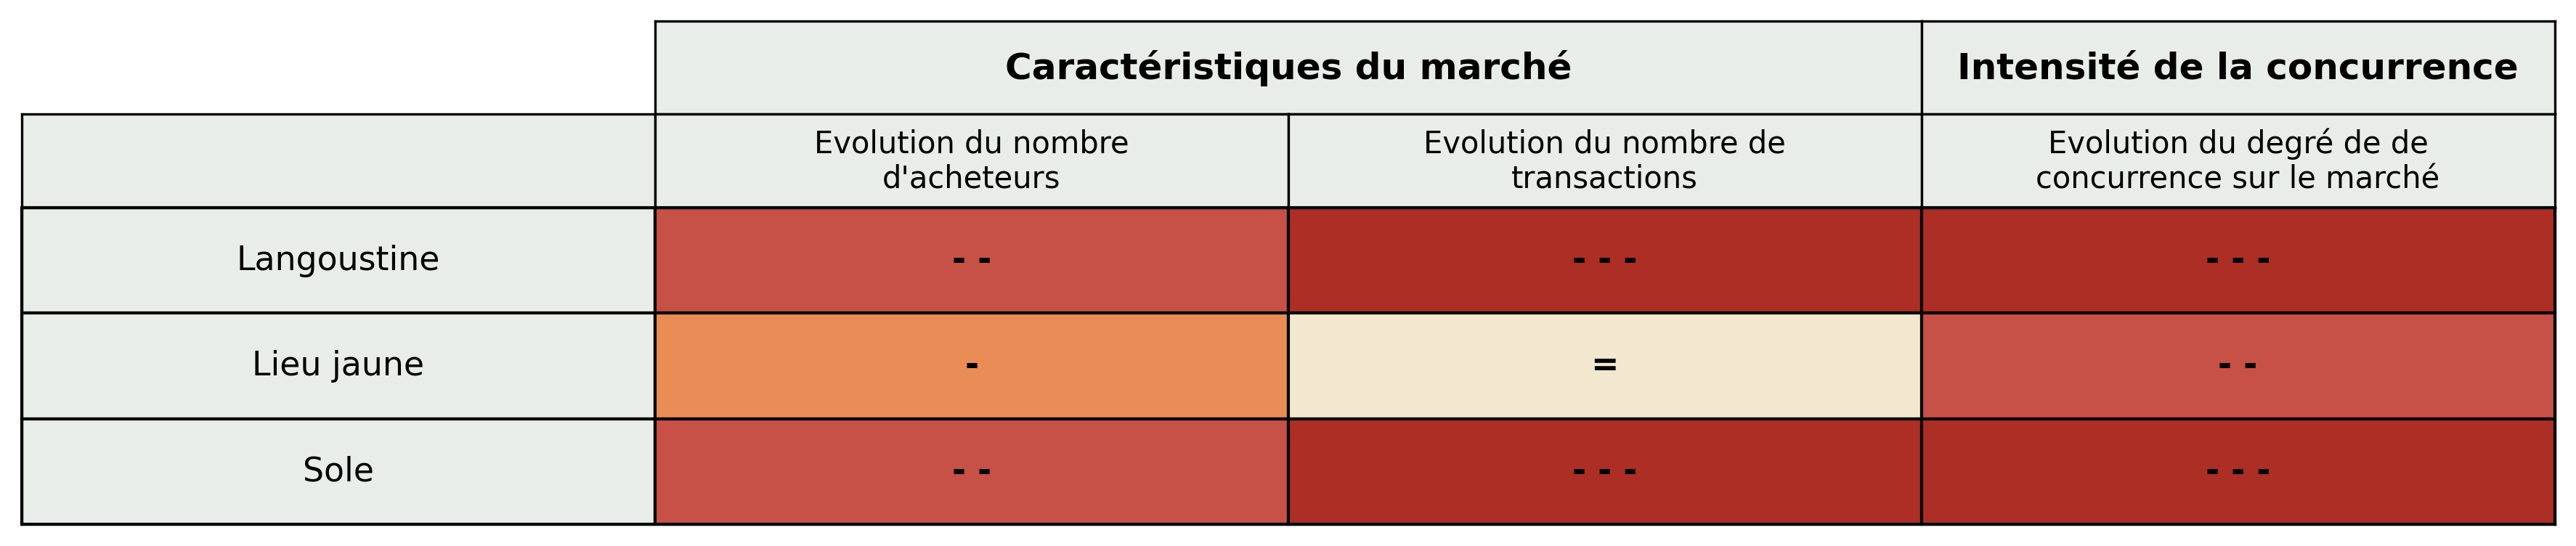 Caractéristiques du marché
Intensité de la concurrence
Evolution du nombre
d'acheteurs
Evolution du nombre de
transactions
Evolution du degré de de
concurrence sur le marché
Langoustine
- -
- - -
- - -
Lieu jaune
-
=
- -
Sole
- -
- - -
- - -